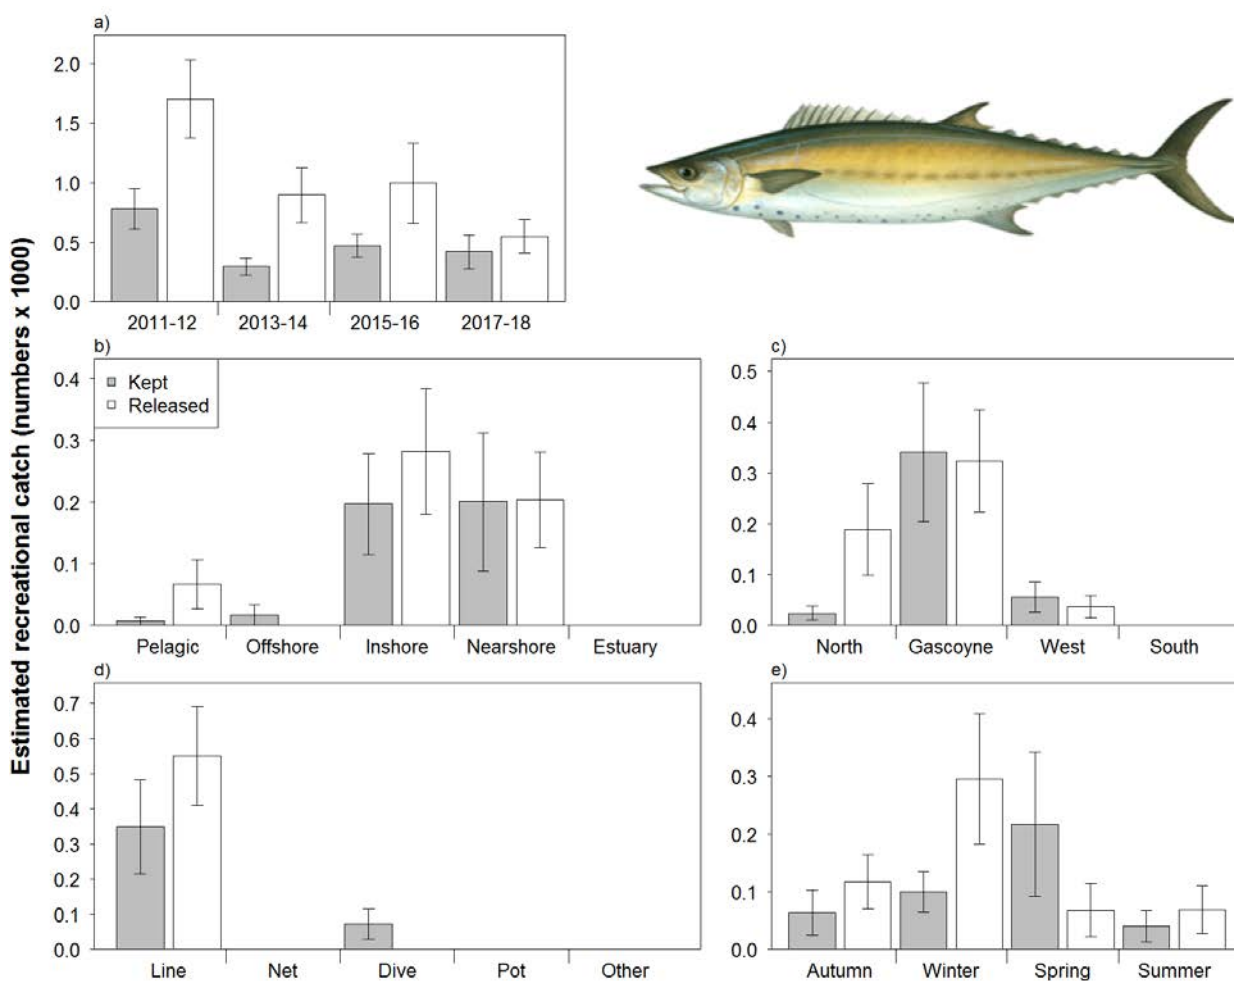 a)
Estimated recreational catch (numbers x 1000)
2.0
1.5
1.0
0.5
0.0
2011-12 2013-14 2015-16 2017-18
b)
Kept
Released
0.4
0.3
0.2
0.1
0.0
Pelagic Offshore Inshore Nearshore Estuary
c)
0.5
0.4
0.3
0.2
0.1
0.0
North Gascoyne West South
d)
0.7
0.6
0.5
0.4
0.3
0.2
0.1
0.0
Line Net Dive Pot Other
e)
0.4
0.3
0.2
0.1
0.0
Autumn Winter Spring Summer